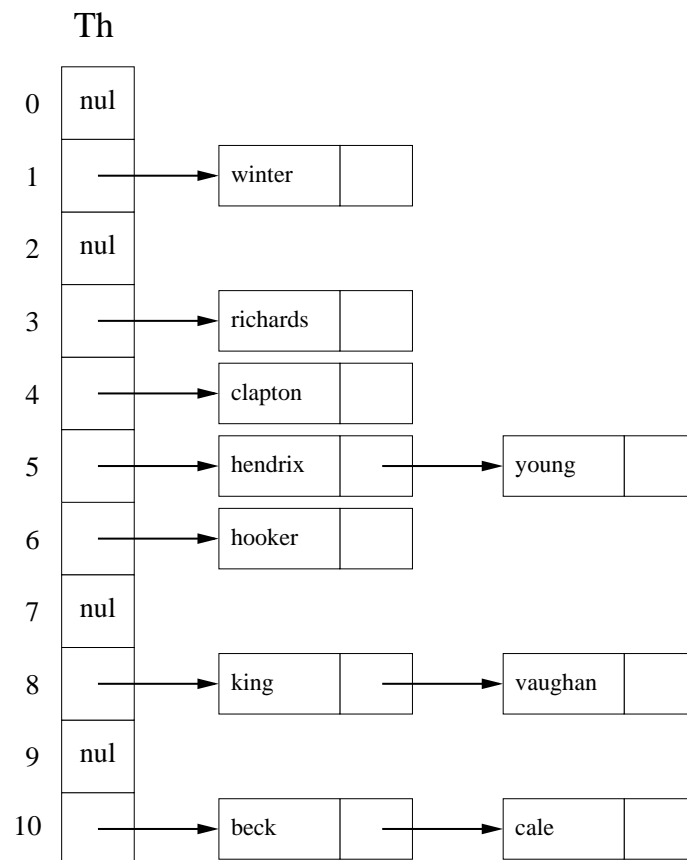 Th
0 nul
1 winter
2 nul
3 richards
4 clapton
5 hendrix young
6 hooker
7 nul
8 king vaughan
9 nul
10 beck cale